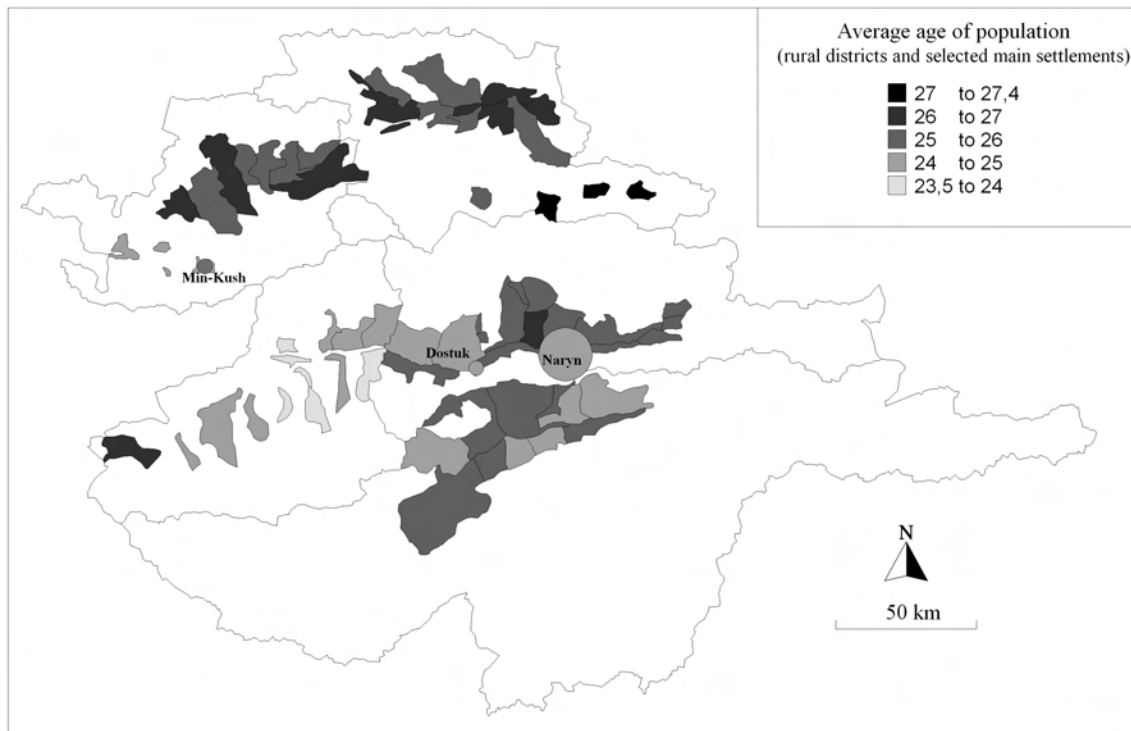 Average age of population
(rural districts and selected main settlements)
27 to 27,4
26 to 27
25 to 26
24 to 25
23,5 to 24
Min-Kush
Dostuk
Naryn
N
50 km